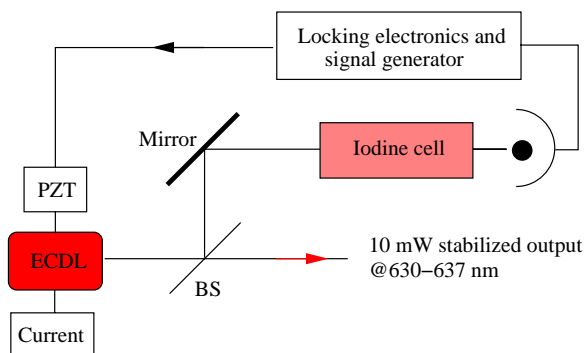 Locking electronics and
signal generator
Mirror
Iodine cell
PZT
ECDL
10 mW stabilized output
@630−637 nm
BS
Current